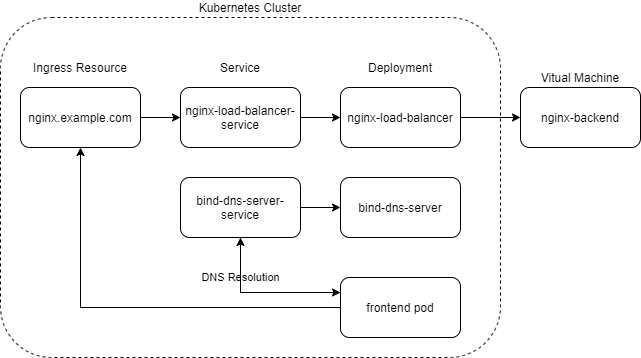 Kubernetes Cluster
Ingress Resource
Service
Deployment
Vitual Machine
nginx.example.com
nginx-load-balancer-
service
nginx-load-balancer
nginx-backend
bind-dns-server-
service
bind-dns-server
DNS Resolution
frontend pod